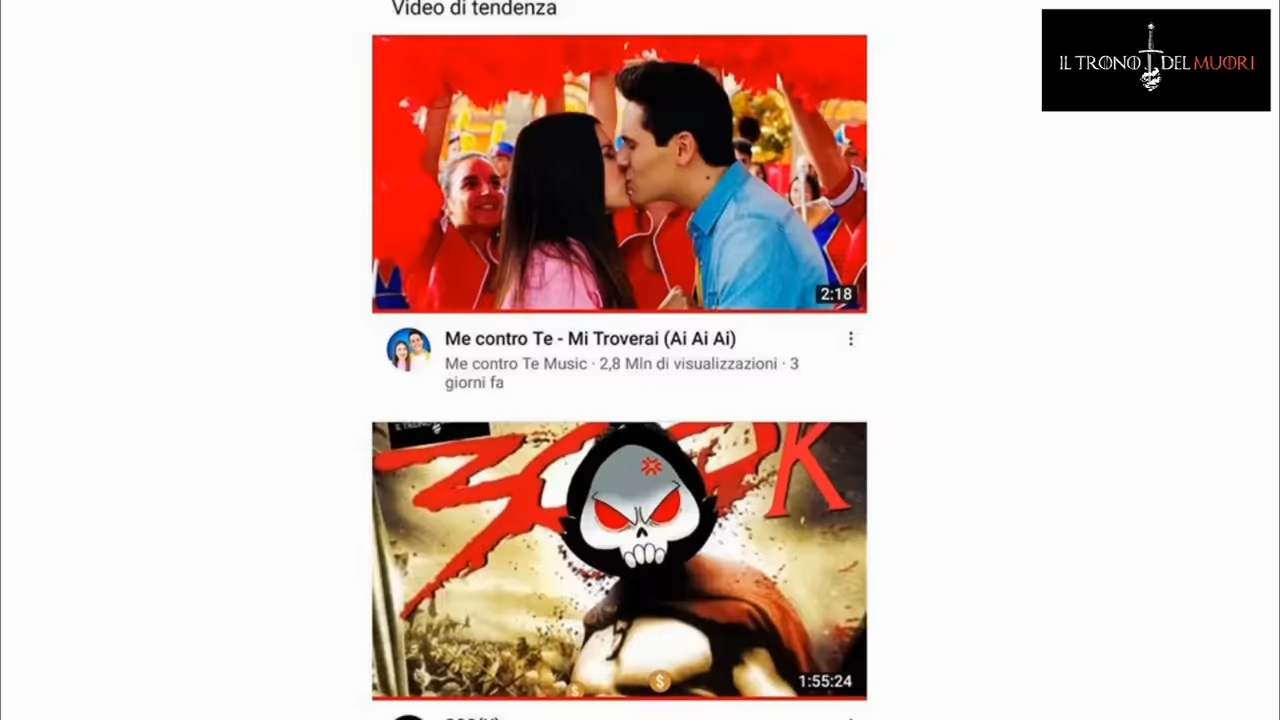 Video di tendenza
IL TRONO DEL MUORI
2:18
Me contro Te - Mi Troverai (Ai Ai Ai)
Me contro Te Music · 2,8 Mln di visualizzazioni · 3
giorni fa
300K
1:55:24